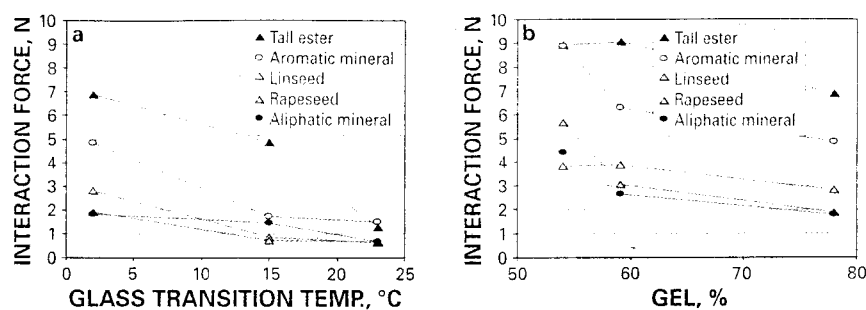 INTERACTION FORCE, N
10
9
8
7
6
5
4
3
2
1
0
a
Tall ester
Aromatic mineral
Linseed
Rapeseed
Aliphatic mineral
0 5 10 15 20 25
GLASS TRANSITION TEMP., °C
INTERACTION FORCE, N
10
9
8
7
6
5
4
3
2
1
0
b
Tall ester
Aromatic mineral
Linseed
Rapeseed
Aliphatic mineral
50 60 70 80
GEL, %